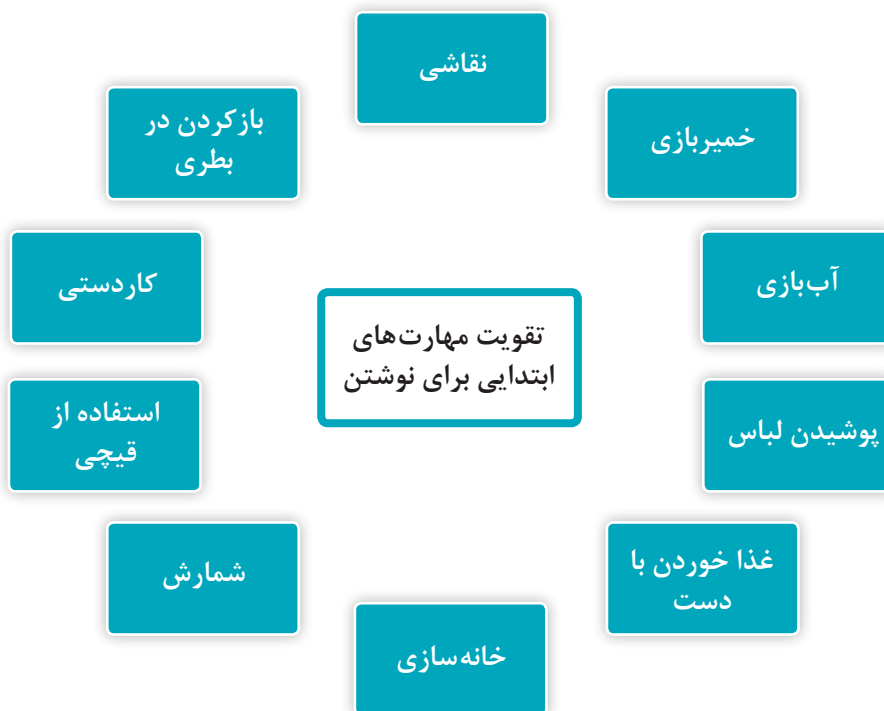 نقاشی
خمیربازی
آب‌بازی
پوشیدن لباس
غذا خوردن با
دست
خانه‌سازی
شمارش
استفاده از
قیچی
کاردستی
بازکردن در
بطری
تقویت مهارت‌های
ابتدایی برای نوشتن